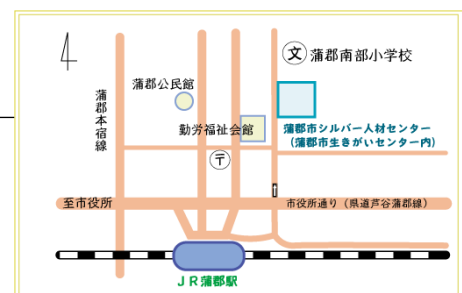 文 蒲郡南部小学校
蒲郡公民館
蒲郡本宿線
勤労福祉会館
蒲郡市シルバー人材センター
(蒲郡市生きがいセンター内)
〒
至市役所
市役所通り（県道芦谷蒲郡線）
ＪＲ蒲郡駅